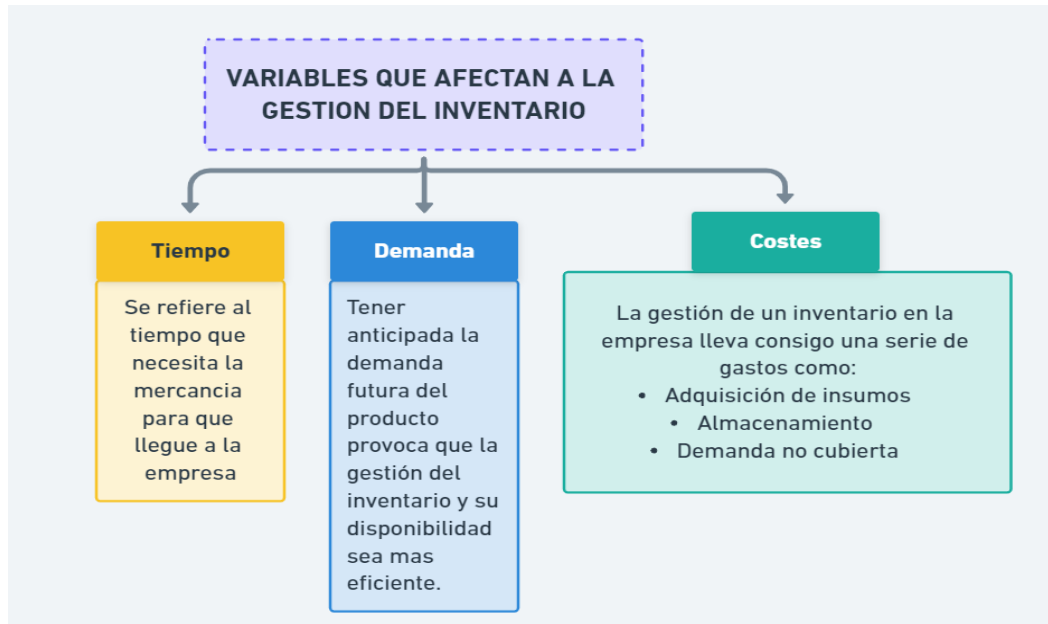 VARIABLES QUE AFECTAN A LA
GESTION DEL INVENTARIO
Tiempo
Se refiere al
tiempo que
necesita la
mercancia
para que
llegue a la
empresa
Demanda
Tener
anticipada la
demanda
futura del
producto
provoca que la
gestión del
inventario y su
disponibilidad
sea mas
eficiente.
Costes
La gestión de un inventario en la
empresa lleva consigo una serie de
gastos como:
• Adquisición de insumos
• Almacenamiento
• Demanda no cubierta